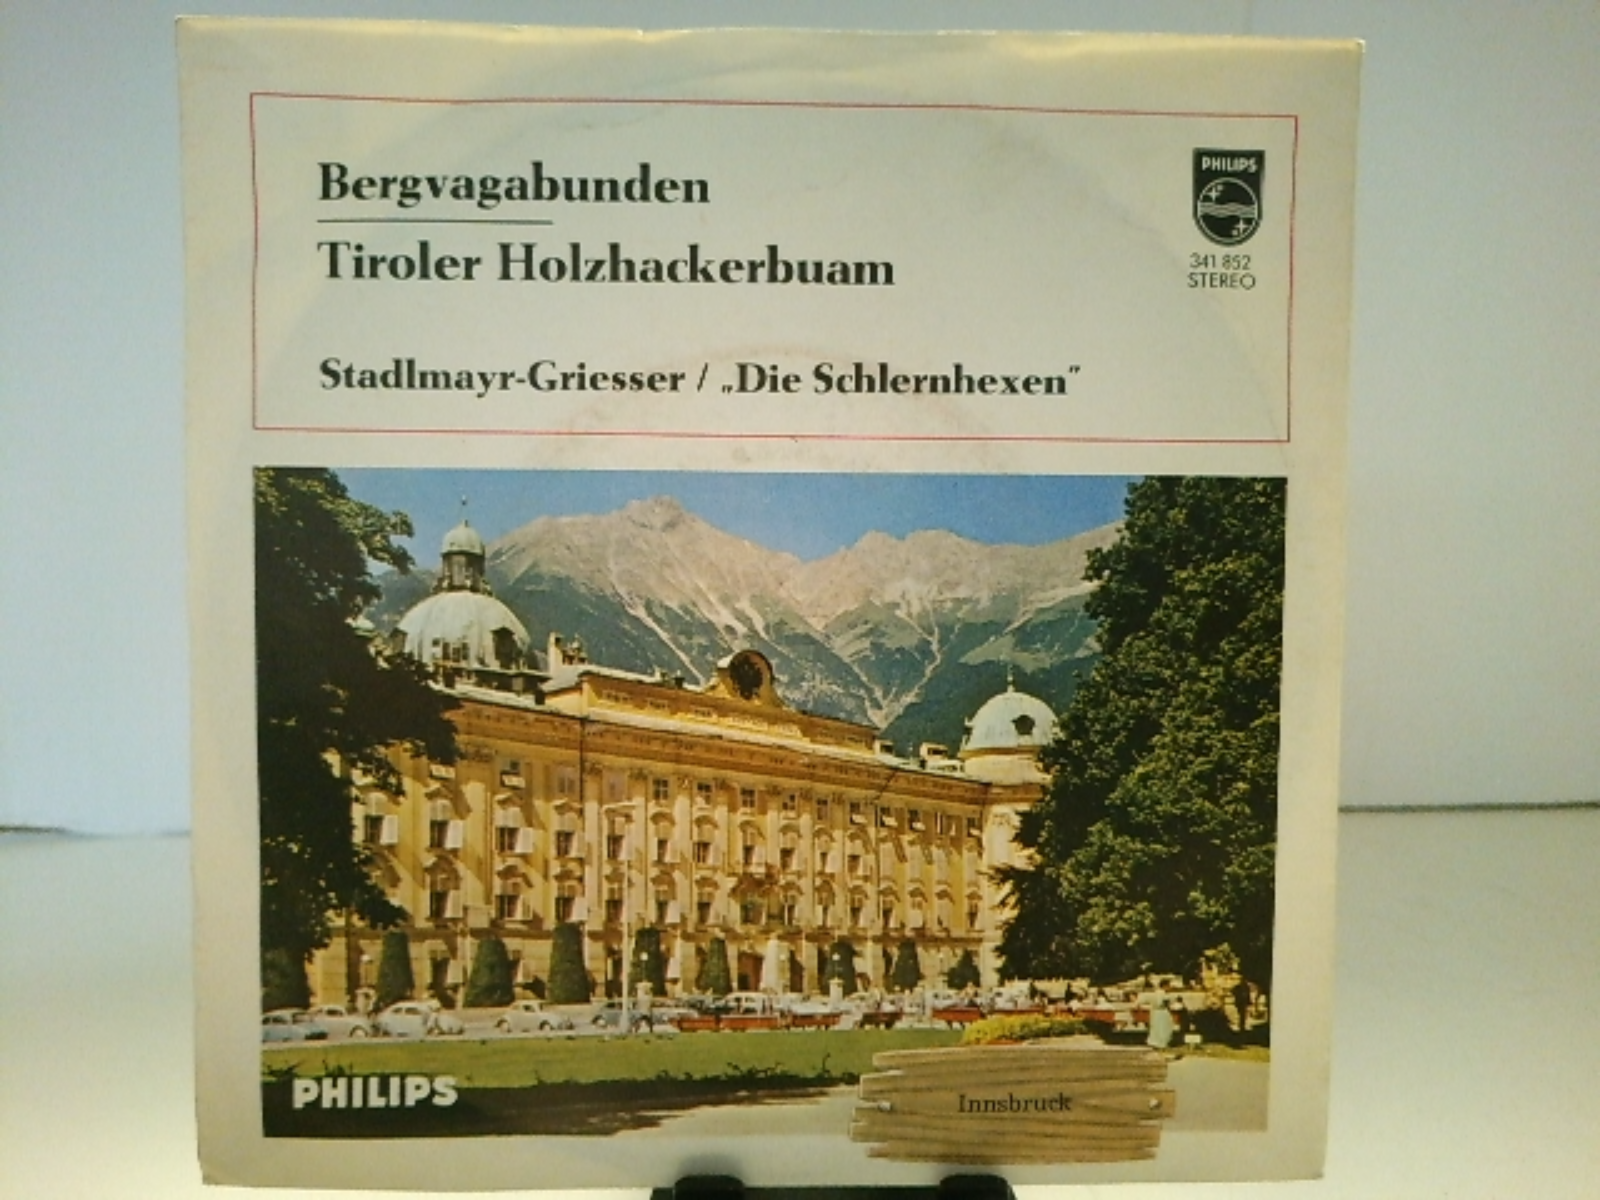 Bergvagabunden
Tiroler Holzhackerbuam
Stadlmayr-Griesser / „Die Schlernhexen”
PHILIPS
341 852
STEREO
PHILIPS
Innsbruck